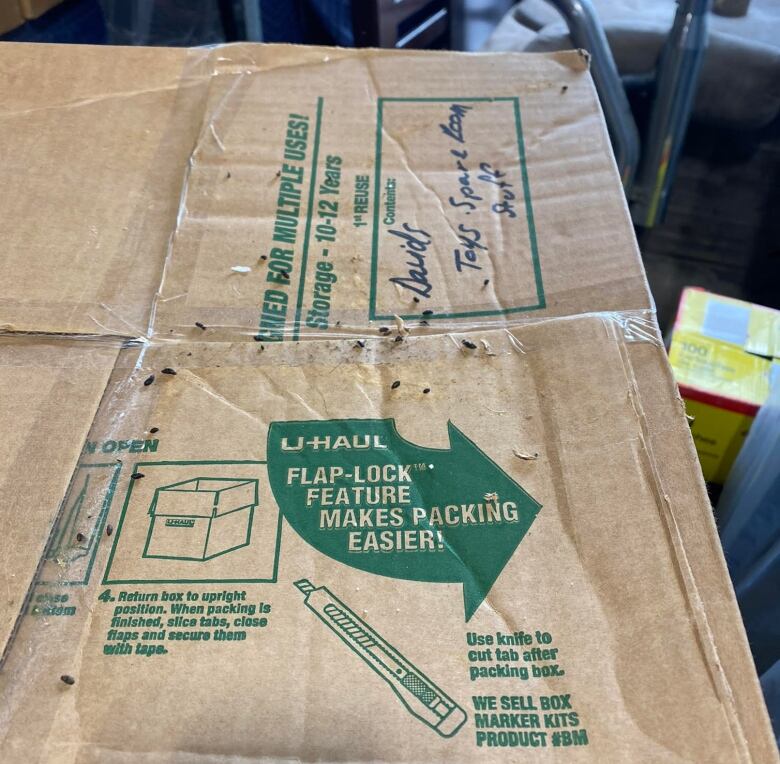 RIED FOR MULTIPLE USES!
Storage - 10-12 Years
1st REUSE
Contents:
Davids
Toys Spare Room
Stuff
100
N OPEN
U-HAUL
FLAP-LOCK™
FEATURE
MAKES PACKING
EASIER!
U-HAUL
4. Return box to upright
position. When packing is
finished, slice tabs, close
flaps and secure them
with tape.
Use knife to
cut tab after
packing box.
WE SELL BOX
MARKER KITS
PRODUCT #BM